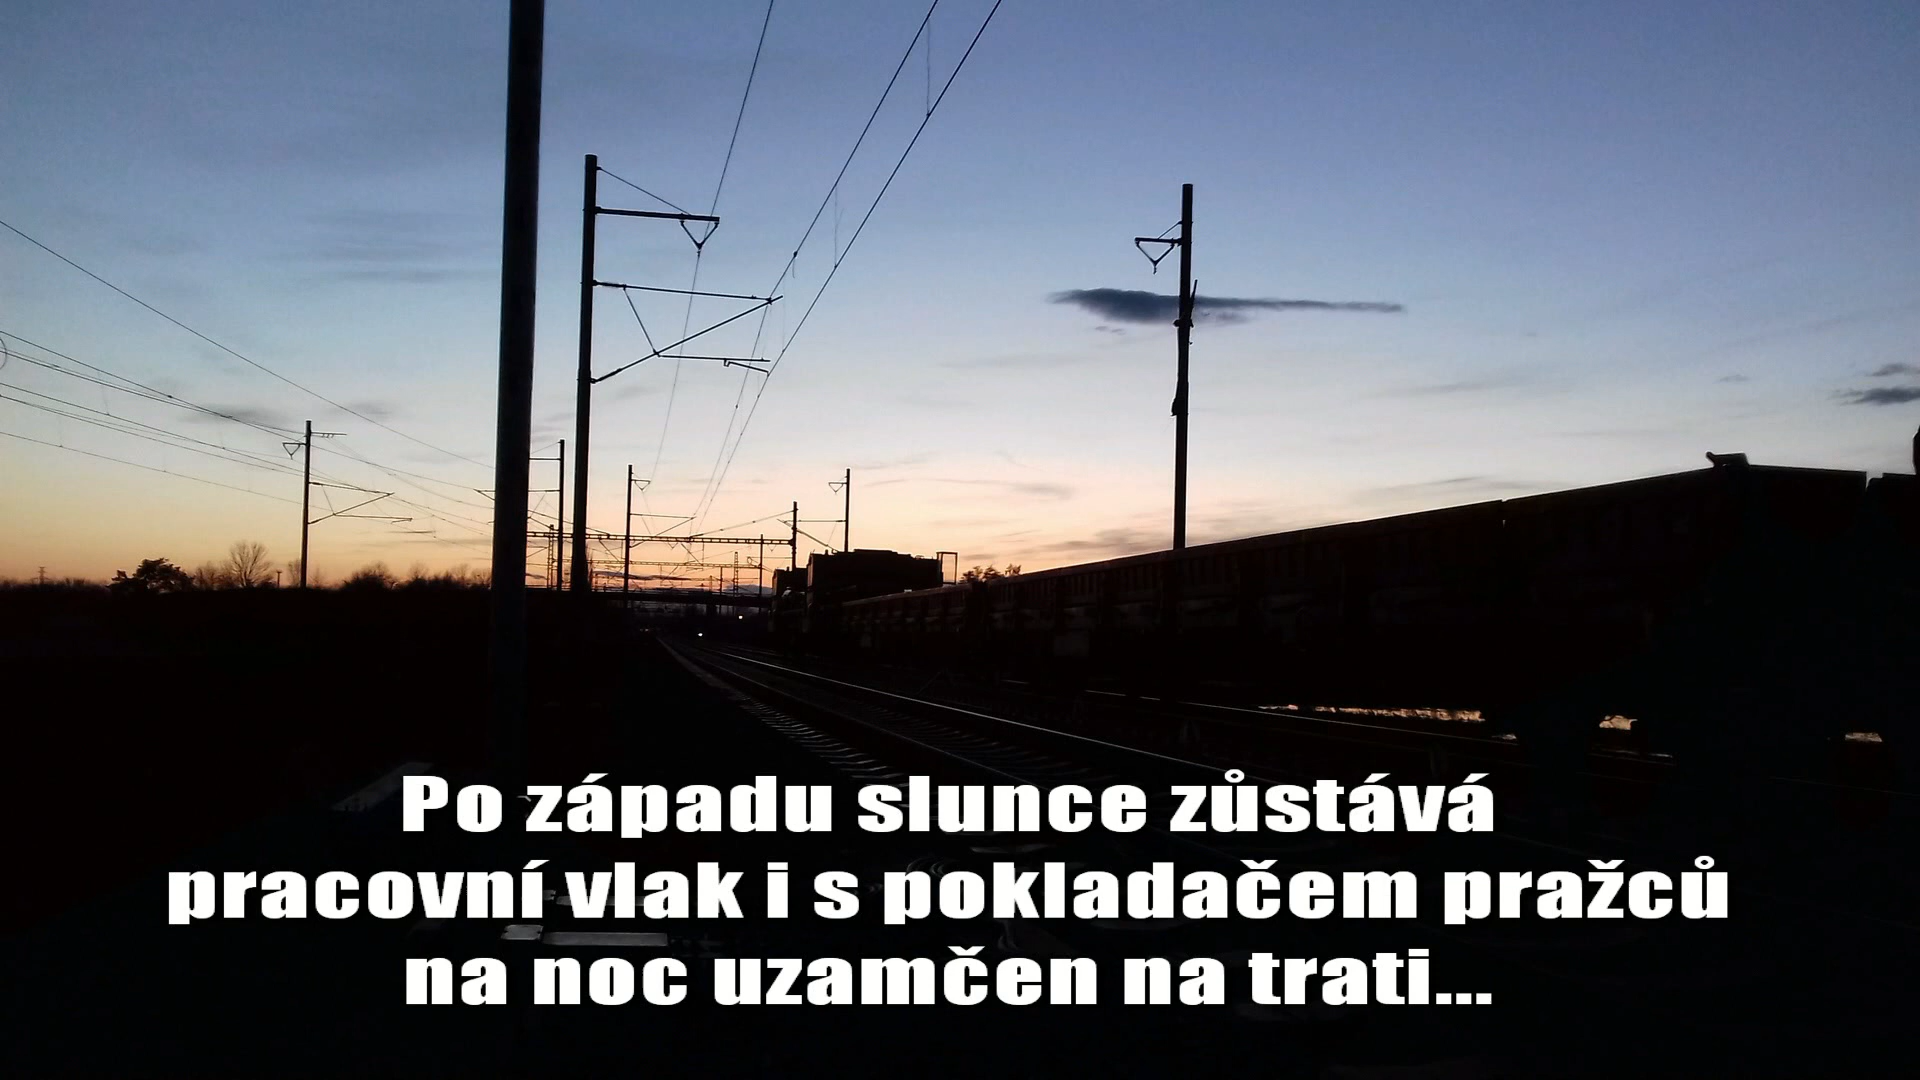 Po západu slunce zůstává
pracovní vlak i s pokladačem pražců
na noc uzamčen na trati...